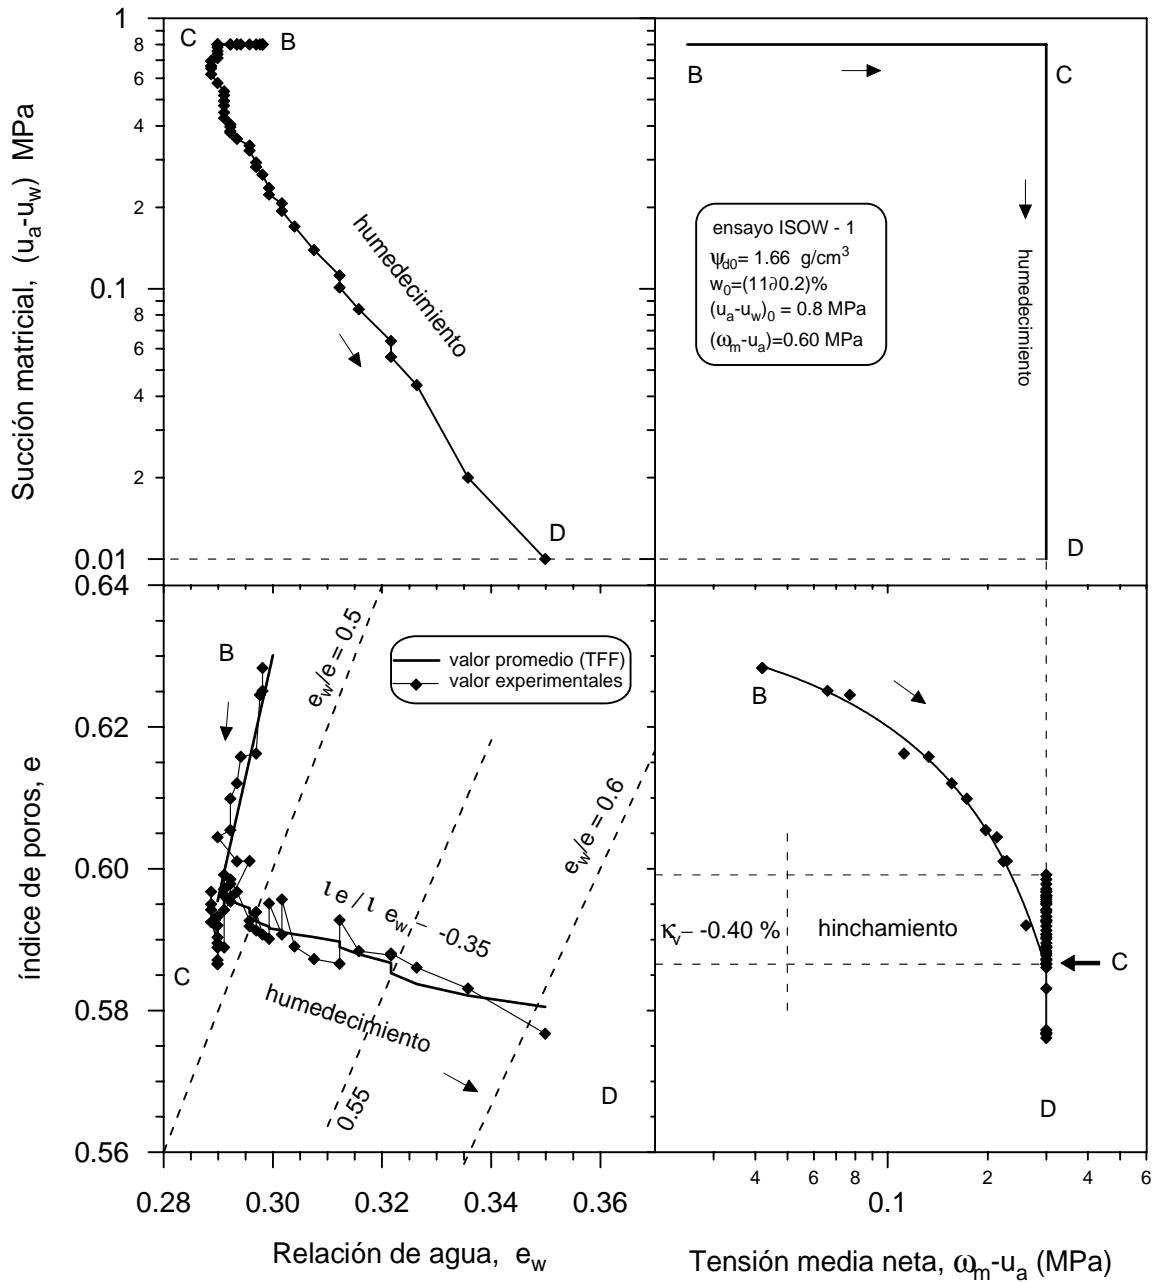 1
8
6
4
2
0.1
8
6
4
2
0.01
Succión matricial, (ua-uw) MPa
C
B
humedecimiento
D
B
C
humedecimiento
D
ensayo ISOW - 1
ψd0= 1.66 g/cm3
w0=(11∂0.2)%
(ua-uw)0 = 0.8 MPa
(ωm-ua)=0.60 MPa
0.64
0.62
0.60
0.58
0.56
índice de poros, e
B
C
D
ew/e = 0.5
valor promedio (TFF)
valor experimentales
ew/e = 0.6
ιe/ι ew – -0.35
humedecimiento
0.55
0.28
0.30
0.32
0.34
0.36
Relación de agua, ew
B
κv– -0.40 %
hinchamiento
C
D
4
0.1
2
4
6
Tensión media neta, ωm-ua (MPa)